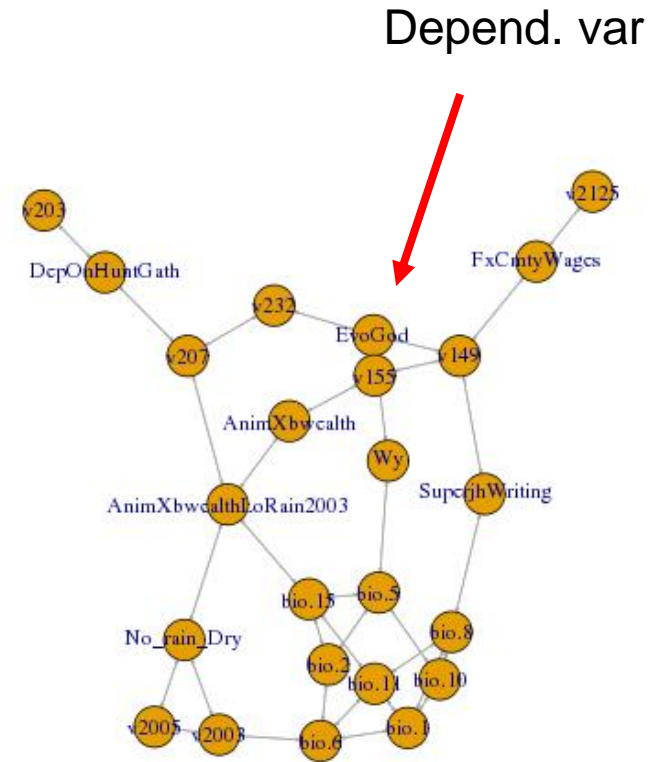 Depend. var
v203
v2125
DepOnHuntGath
FxCmtyWages
v232
EvoGod
v207
v149
v155
AnimXbwealth
Wy
SuperjhWriting
AnimXbwealthLoRain2003
bio.15
bio.5
bio.8
No_rain_Dry
bio.2
bio.11
bio.10
v2005
v2003
bio.6
bio.1